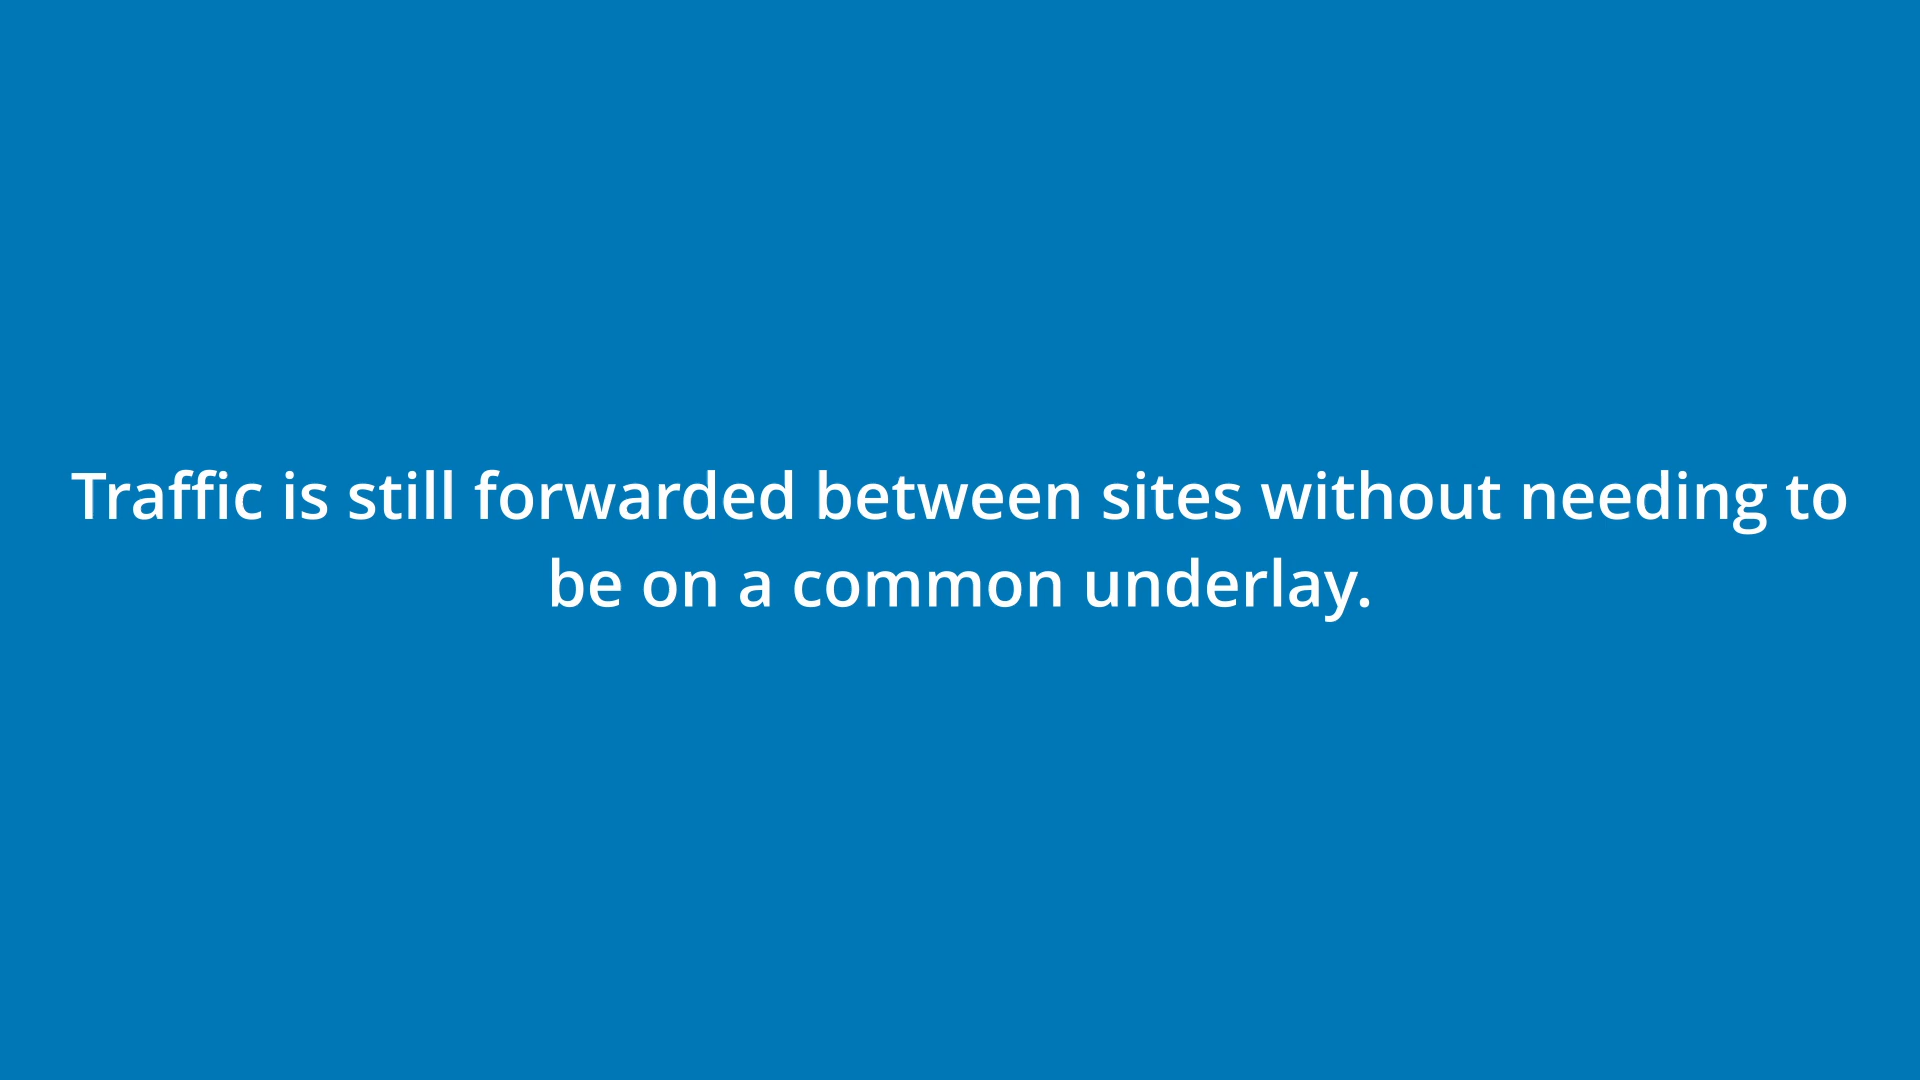 Traffic is still forwarded between sites without needing to
be on a common underlay.